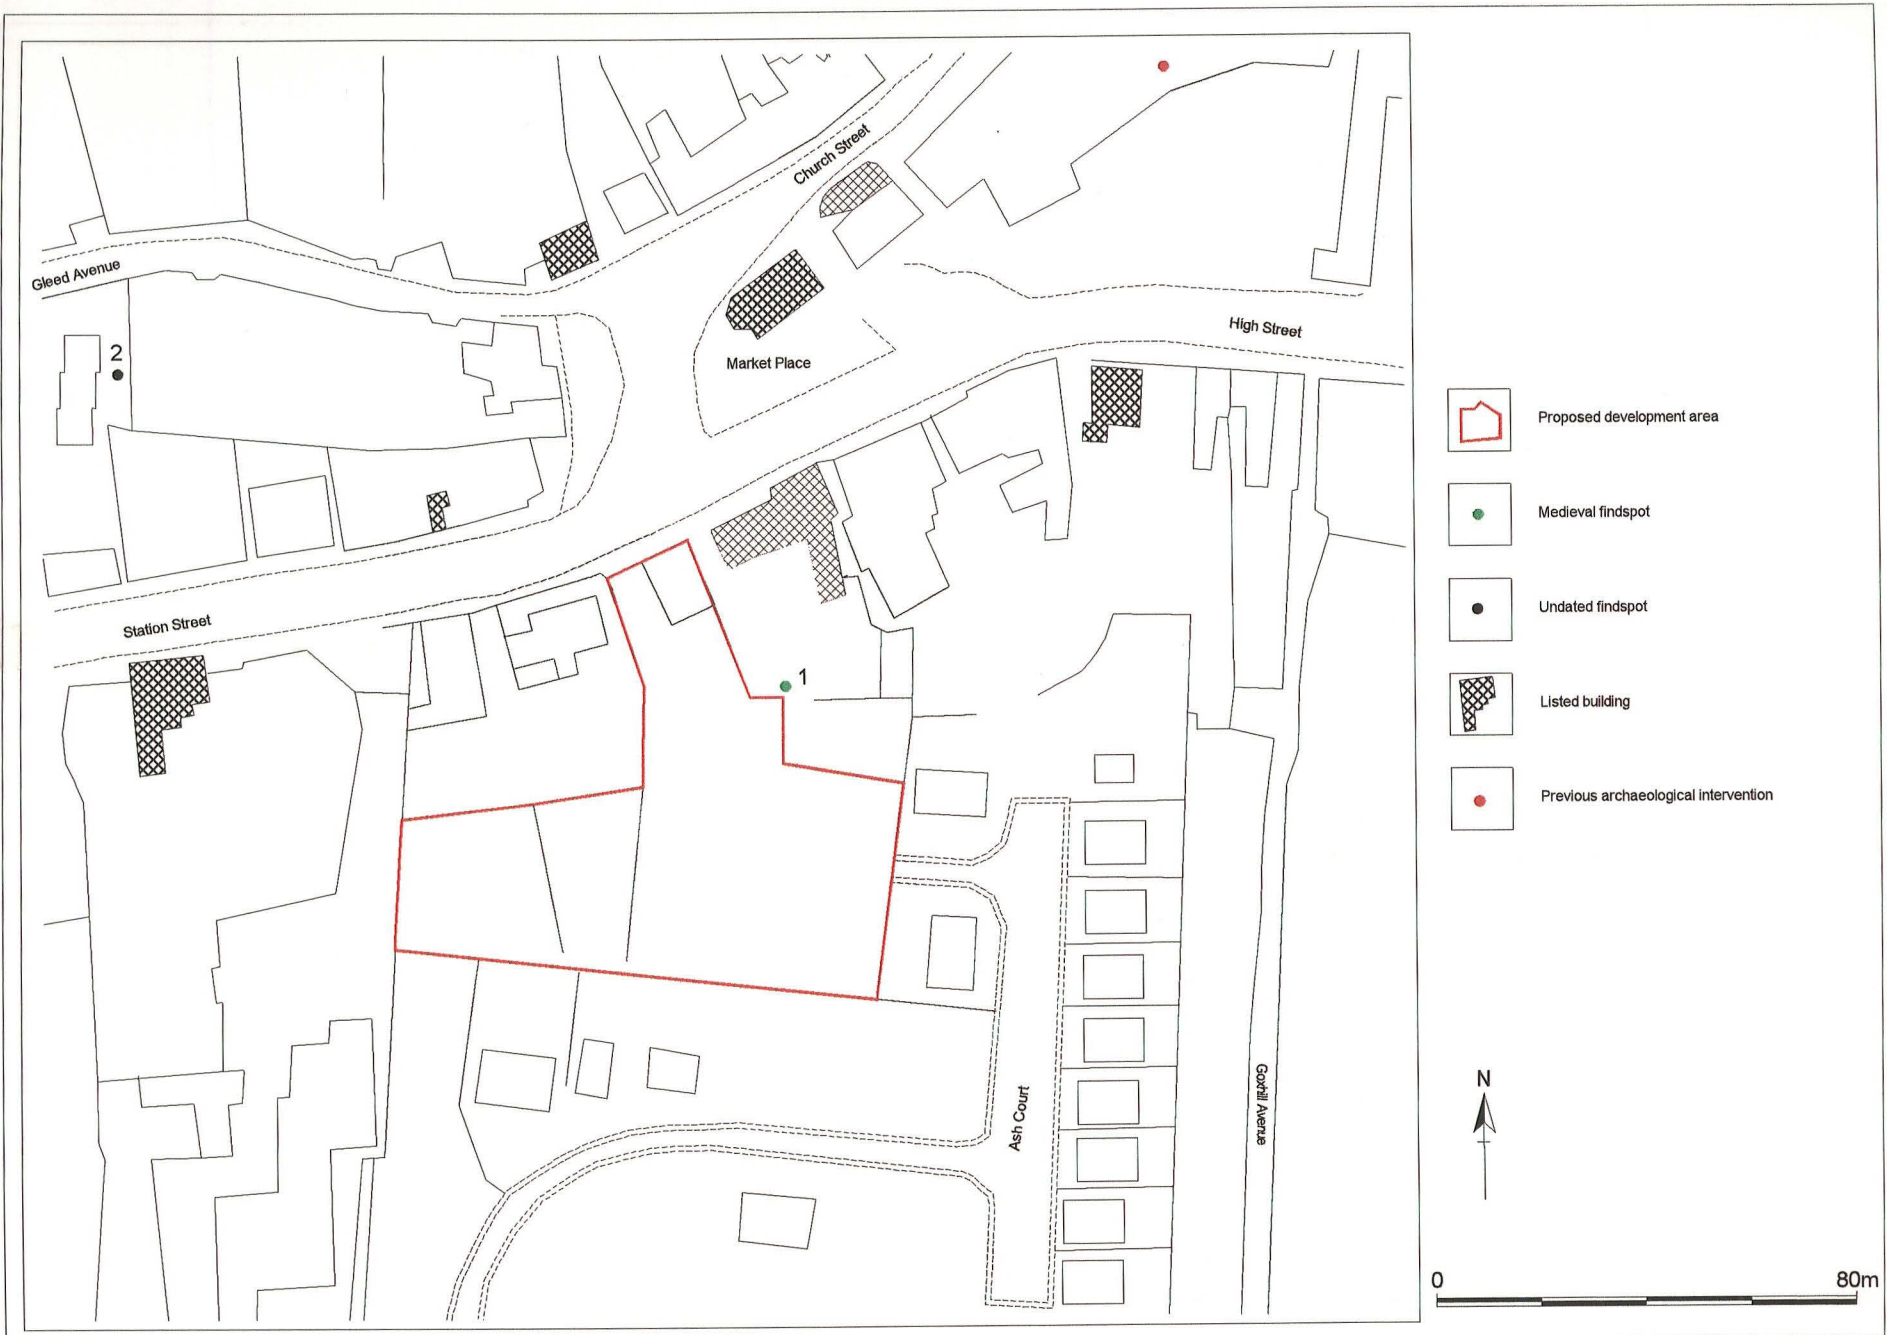 Church Street
Gleed Avenue
High Street
2
Market Place
Station Street
1
Ash Court
Goxhill Avenue
Proposed development area
Medieval findspot
Undated findspot
Listed building
Previous archaeological intervention
N
0 80m